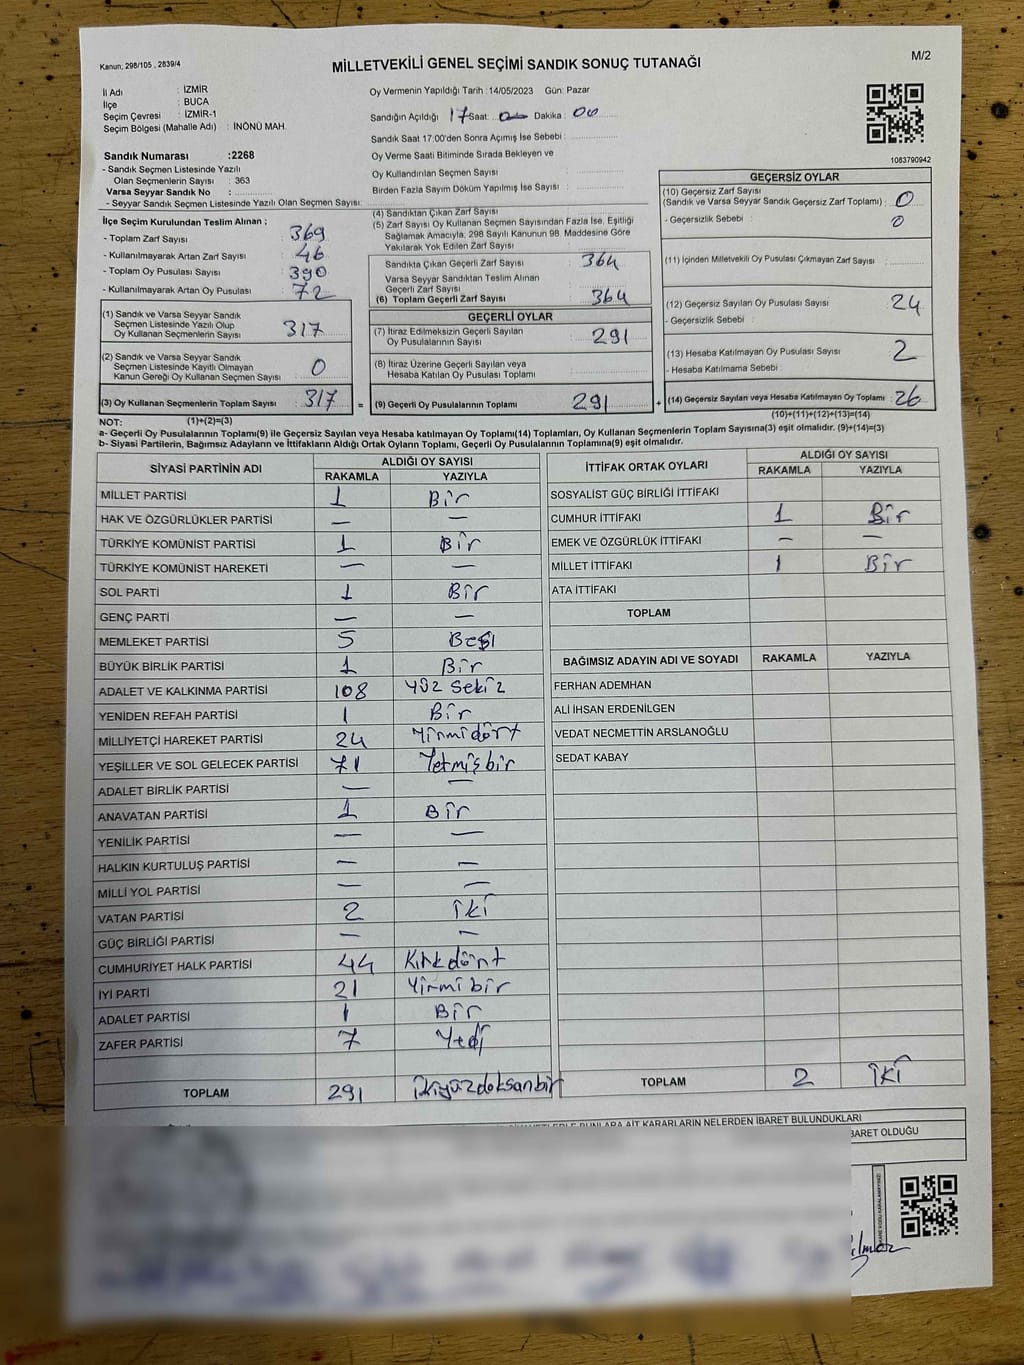 Kanun; 298/105 , 2839/4
MİLLETVEKİLİ GENEL SEÇİMİ SANDIK SONUÇ TUTANAĞI
M/2
İl Adı : İZMİR
İlçe : BUCA
Seçim Çevresi : İZMİR-1
Seçim Bölgesi (Mahalle Adı) : İNÖNÜ MAH.
Oy Vermenin Yapıldığı Tarih : 14/05/2023 Gün: Pazar
Sandığın Açıldığı 17 Saat: Dakika : 00
Sandık Saat 17:00'den Sonra Açımış İse Sebebi :
Oy Verme Saati Bitiminde Sırada Bekleyen ve
Oy Kullandırılan Seçmen Sayısı :
Birden Fazla Sayım Döküm Yapılmış İse Sayısı :
1083790942
Sandık Numarası :2268
- Sandık Seçmen Listesinde Yazılı
Olan Seçmenlerin Sayısı : 363
Varsa Seyyar Sandık No :
- Seyyar Sandık Seçmen Listesinde Yazılı Olan Seçmen Sayısı:
İlçe Seçim Kurulundan Teslim Alınan ;
- Toplam Zarf Sayısı : 369
- Kullanılmayarak Artan Zarf Sayısı : 46
- Toplam Oy Pusulası Sayısı : 390
- Kullanılmayarak Artan Oy Pusulası : 72
(1) Sandık ve Varsa Seyyar Sandık
Seçmen Listesinde Yazılı Olup
Oy Kullanan Seçmenlerin Sayısı : 317
(2) Sandık ve Varsa Seyyar Sandık
Seçmen Listesinde Kayıtlı Olmayan
Kanun Gereği Oy Kullanan Seçmen Sayısı : 0
(3) Oy Kullanan Seçmenlerin Toplam Sayısı : 317
(1)+(2)=(3)
(4) Sandıktan Çıkan Zarf Sayısı :
(5) Zarf Sayısı Oy Kullanan Seçmen Sayısından Fazla İse, Eşitliği
Sağlamak Amacıyla, 298 Sayılı Kanunun 98. Maddesine Göre
Yakılarak Yok Edilen Zarf Sayısı :
Sandıkta Çıkan Geçerli Zarf Sayısı : 364
Varsa Seyyar Sandıktan Teslim Alınan
Geçerli Zarf Sayısı :
(6) Toplam Geçerli Zarf Sayısı : 364
GEÇERLİ OYLAR
(7) İtiraz Edilmeksizin Geçerli Sayılan
Oy Pusulalarının Sayısı : 291
(8) İtiraz Üzerine Geçerli Sayılan veya
Hesaba Katılan Oy Pusulası Toplamı :
= (9) Geçerli Oy Pusulalarının Toplamı : 291
GEÇERSİZ OYLAR
(10) Geçersiz Zarf Sayısı
(Sandık ve Varsa Seyyar Sandık Geçersiz Zarf Toplamı) : 0
- Geçersizlik Sebebi : 0
(11) İçinden Milletvekili Oy Pusulası Çıkmayan Zarf Sayısı :
(12) Geçersiz Sayılan Oy Pusulası Sayısı : 24
- Geçersizlik Sebebi :
(13) Hesaba Katılmayan Oy Pusulası Sayısı : 2
- Hesaba Katılmama Sebebi :
+ (14) Geçersiz Sayılan veya Hesaba Katılmayan Oy Toplamı : 26
(10)+(11)+(12)+(13)=(14)
NOT:
a- Geçerli Oy Pusulalarının Toplamı(9) ile Geçersiz Sayılan veya Hesaba katılmayan Oy Toplamı(14) Toplamları, Oy Kullanan Seçmenlerin Toplam Sayısına(3) eşit olmalıdır. (9)+(14)=(3)
b- Siyasi Partilerin, Bağımsız Adayların ve İttifakların Aldığı Ortak Oyların Toplamı, Geçerli Oy Pusulalarının Toplamına(9) eşit olmalıdır.
SİYASİ PARTİNİN ADI ALDIĞI OY SAYISI
RAKAMLA YAZIYLA
MİLLET PARTİSİ 1 Bir
HAK VE ÖZGÜRLÜKLER PARTİSİ — —
TÜRKİYE KOMÜNİST PARTİSİ 1 Bir
TÜRKİYE KOMÜNİST HAREKETİ — —
SOL PARTİ 1 Bir
GENÇ PARTİ — —
MEMLEKET PARTİSİ 5 Beş
BÜYÜK BİRLİK PARTİSİ 1 Bir
ADALET VE KALKINMA PARTİSİ 108 Yüz Sekiz
YENİDEN REFAH PARTİSİ 1 Bir
MİLLİYETÇİ HAREKET PARTİSİ 24 Yirmidört
YEŞİLLER VE SOL GELECEK PARTİSİ 71 Yetmişbir
ADALET BİRLİK PARTİSİ — —
ANAVATAN PARTİSİ 1 Bir
YENİLİK PARTİSİ — —
HALKIN KURTULUŞ PARTİSİ — —
MİLLİ YOL PARTİSİ — —
VATAN PARTİSİ 2 iki
GÜÇ BİRLİĞİ PARTİSİ — —
CUMHURİYET HALK PARTİSİ 44 Kırkdört
İYİ PARTİ 21 Yirmibir
ADALET PARTİSİ 1 Bir
ZAFER PARTİSİ 7 Yedi
TOPLAM 291 ikiyüzdoksanbir
İTTİFAK ORTAK OYLARI ALDIĞI OY SAYISI
RAKAMLA YAZIYLA
SOSYALİST GÜÇ BİRLİĞİ İTTİFAKI
CUMHUR İTTİFAKI 1 Bir
EMEK VE ÖZGÜRLÜK İTTİFAKI — —
MİLLET İTTİFAKI 1 Bir
ATA İTTİFAKI
TOPLAM
BAĞIMSIZ ADAYIN ADI VE SOYADI RAKAMLA YAZIYLA
FERHAN ADEMHAN
ALİ İHSAN ERDENİLGEN
VEDAT NECMETTİN ARSLANOĞLU
SEDAT KABAY
TOPLAM 2 iki
BUNLARA AİT KARARLARIN NELERDEN İBARET BULUNDUKLARI
BARET OLDUĞU